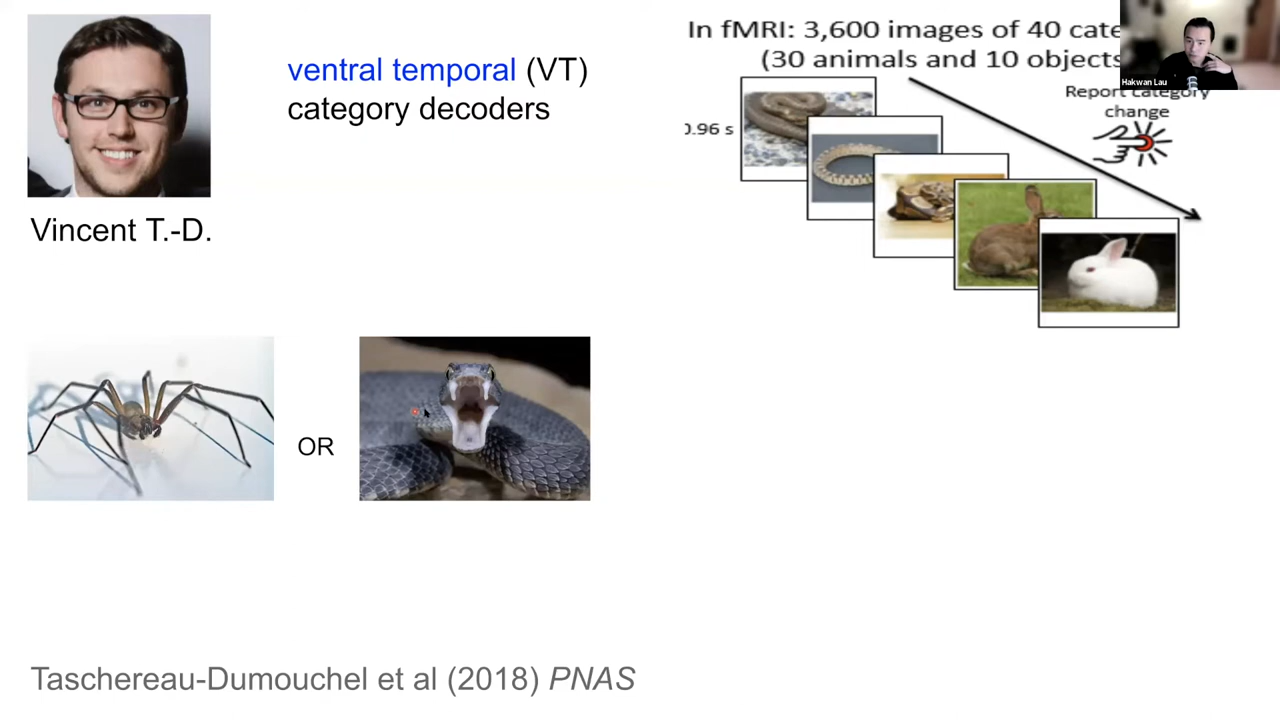 ventral temporal (VT)
category decoders
Vincent T.-D.
In fMRI: 3,600 images of 40
(30 animals and 10 objects
Hakwan Lau
Report category
change
0.96 s
OR
Taschereau-Dumouchel et al (2018) PNAS